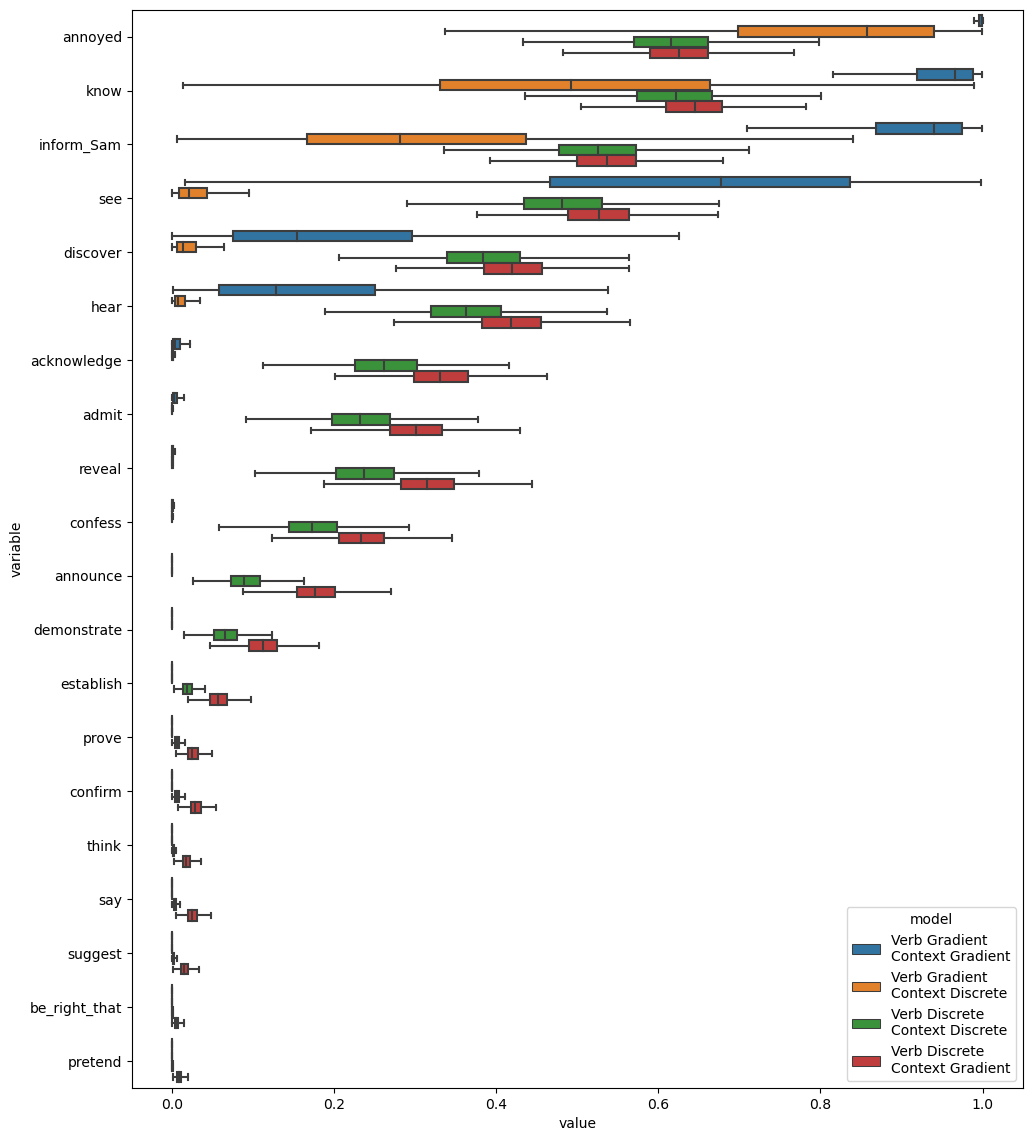 annoyed
know
inform_Sam
see
discover
hear
acknowledge
admit
reveal
confess
announce
demonstrate
establish
prove
confirm
think
say
suggest
be_right_that
pretend
variable
0.0 0.2 0.4 0.6 0.8 1.0
value
model
Verb Gradient
Context Gradient
Verb Gradient
Context Discrete
Verb Discrete
Context Discrete
Verb Discrete
Context Gradient